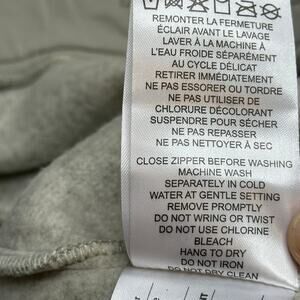 REMONTER LA FERMETURE
ÉCLAIR AVANT LE LAVAGE
LAVER À LA MACHINE À
L'EAU FROIDE SÉPARÉMENT
AU CYCLE DÉLICAT
RETIRER IMMÉDIATEMENT
NE PAS ESSORER OU TORDRE
NE PAS UTILISER DE
CHLORURE DÉCOLORANT
SUSPENDRE POUR SÉCHER
NE PAS REPASSER
NE PAS NETTOYER À SEC
CLOSE ZIPPER BEFORE WASHING
MACHINE WASH
SEPARATELY IN COLD
WATER AT GENTLE SETTING
REMOVE PROMPTLY
DO NOT WRING OR TWIST
DO NOT USE CHLORINE
BLEACH
HANG TO DRY
DO NOT IRON
DO NOT DRY CLEAN